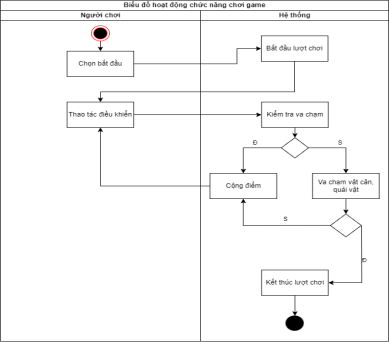 Biểu đồ hoạt động chức năng chơi game
Người chơi
Hệ thống
Chọn bắt đầu
Bắt đầu lượt chơi
Thao tác điều khiển
Kiểm tra va chạm
Đ
S
Cộng điểm
Va chạm vật cản,
quái vật
S
Đ
Kết thúc lượt chơi